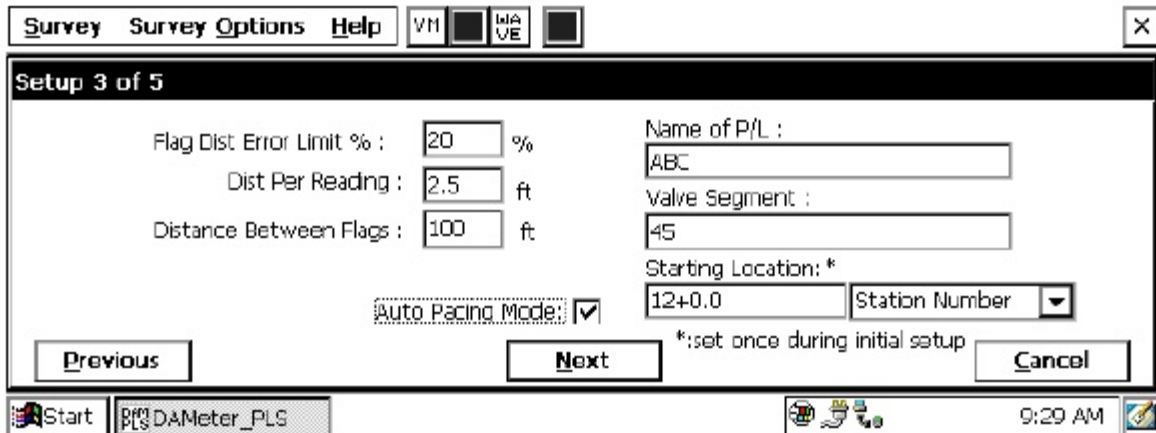 Survey Survey Options Help VM WAVE
Setup 3 of 5
Flag Dist Error Limit % : 20 %
Dist Per Reading : 2.5 ft
Distance Between Flags : 100 ft
Auto Pacing Mode:
Name of P/L :
ABC
Valve Segment :
45
Starting Location: *
12+0.0 Station Number
*:set once during initial setup
Previous Next Cancel
Start DAMeter_PLS 9:29 AM